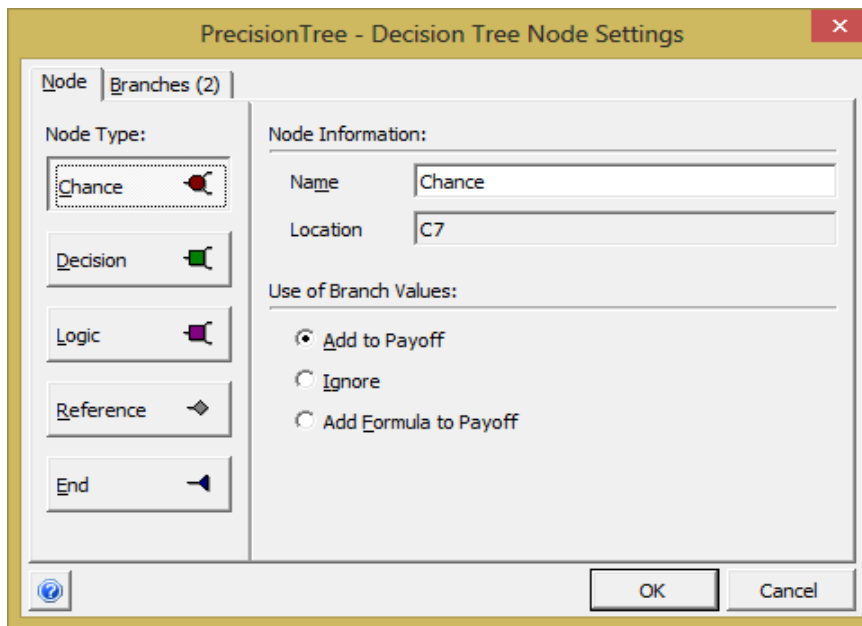 PrecisionTree - Decision Tree Node Settings
Node
Branches (2)
Node Type:
Chance
Decision
Logic
Reference
End
Node Information:
Name
Chance
Location
C7
Use of Branch Values:
Add to Payoff
Ignore
Add Formula to Payoff
OK
Cancel